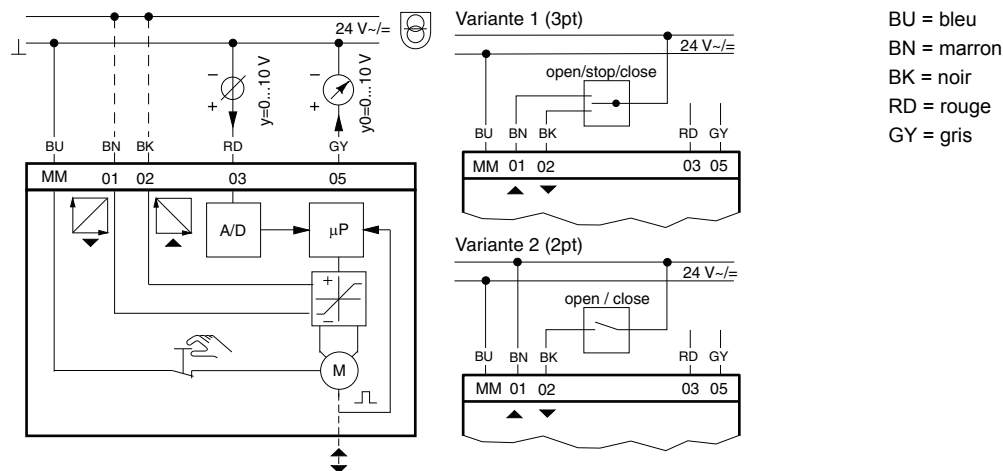 24 V~/=
⊥
y=0...10 V
y0=0...10 V
− −
+ +
BU BN BK RD GY
MM 01 02 03 05
A/D µP
+
−
M
Variante 1 (3pt)
24 V~/=
open/stop/close
BU BN BK RD GY
MM 01 02 03 05
Variante 2 (2pt)
24 V~/=
open / close
BU BN BK RD GY
MM 01 02 03 05
BU = bleu
BN = marron
BK = noir
RD = rouge
GY = gris